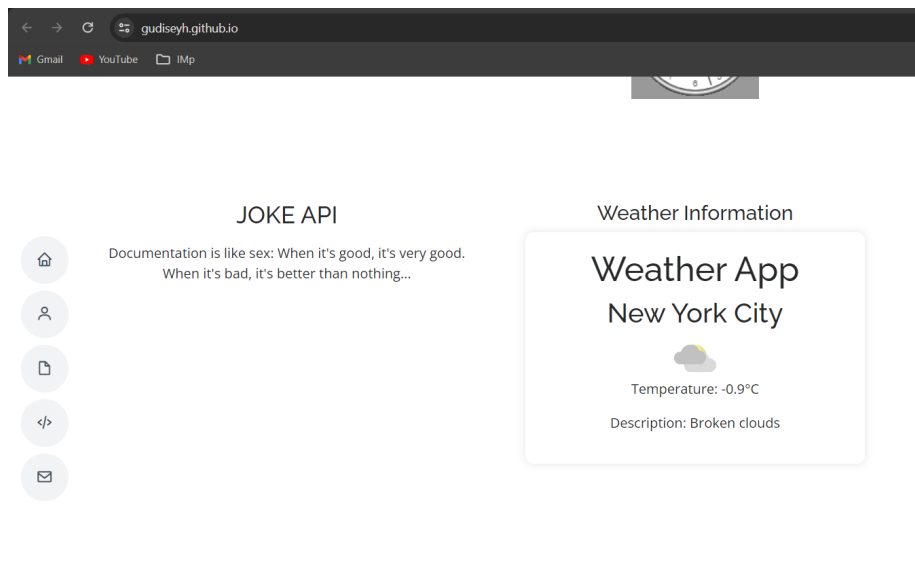 gudiseyh.github.io
Gmail YouTube IMp
6 5
JOKE API
Documentation is like sex: When it's good, it's very good.
When it's bad, it's better than nothing...
Weather Information
Weather App
New York City
Temperature: -0.9°C
Description: Broken clouds